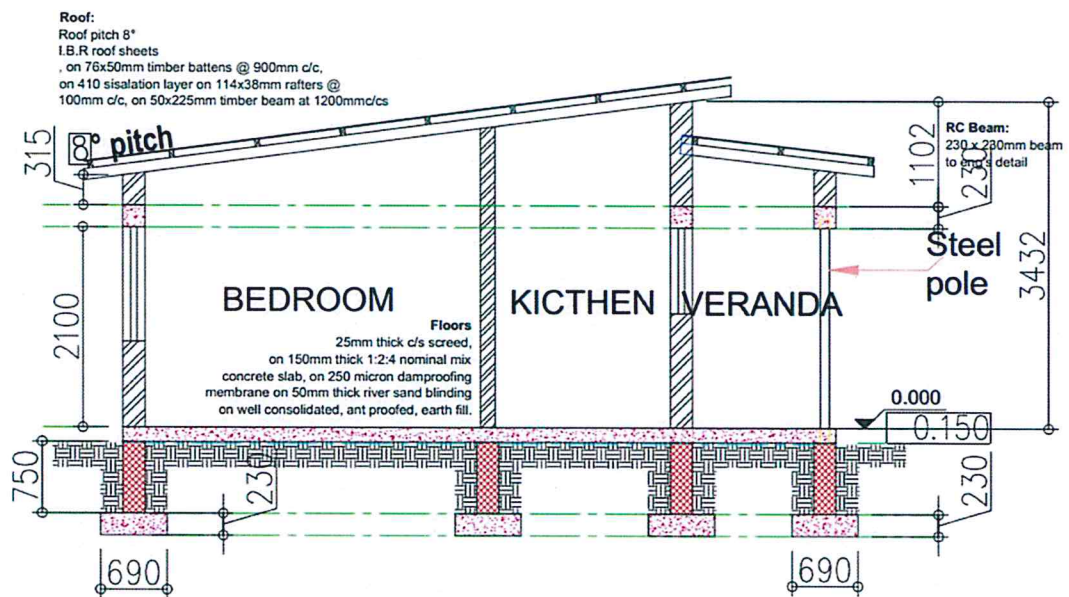 Roof:
Roof pitch 8°
I.B.R roof sheets
, on 76x50mm timber battens @ 900mm c/c,
on 410 sisalation layer on 114x38mm rafters @
100mm c/c, on 50x225mm timber beam at 1200mmc/cs
8° pitch
315
2100
750
230
690
BEDROOM
KICTHEN
VERANDA
Floors
25mm thick c/s screed,
on 150mm thick 1:2:4 nominal mix
concrete slab, on 250 micron damproofing
membrane on 50mm thick river sand blinding
on well consolidated, ant proofed, earth fill.
RC Beam:
230 x 230mm beam
to eng's detail
1102
230
3432
Steel
pole
0.000
0.150
230
690